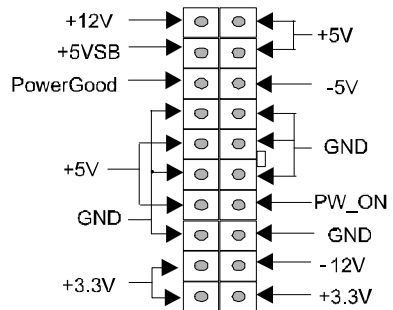 +12V
+5VSB
PowerGood
+5V
GND
+3.3V
+5V
-5V
GND
PW_ON
GND
-12V
+3.3V